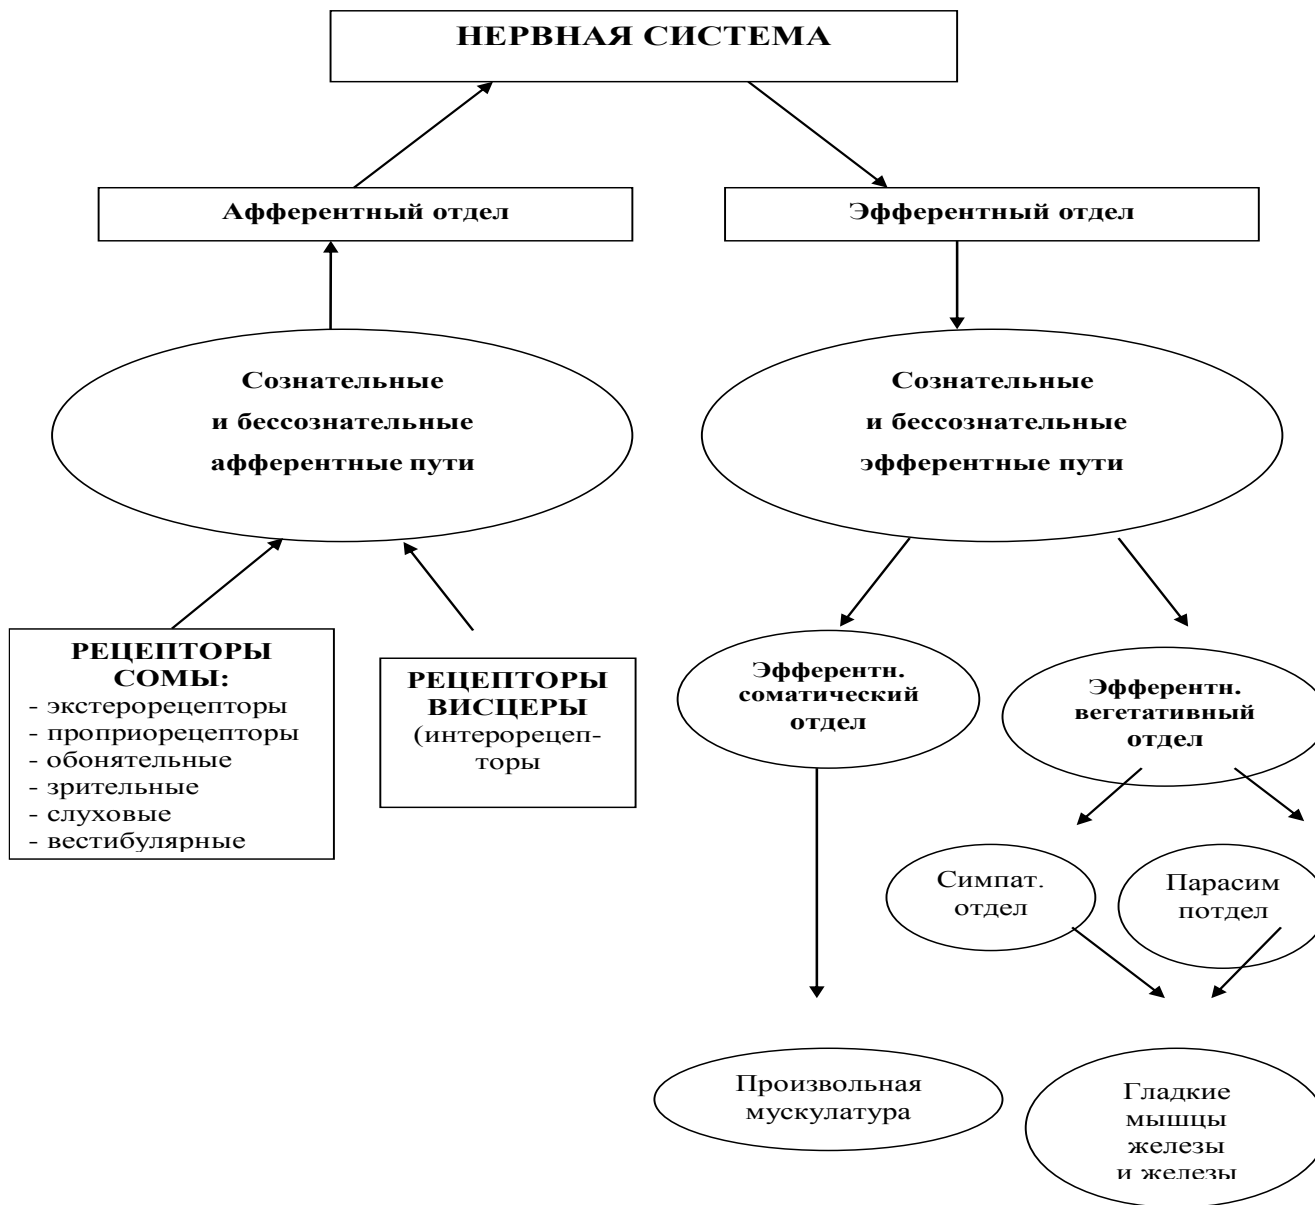 НЕРВНАЯ СИСТЕМА
Афферентный отдел
Эфферентный отдел
Сознательные
и бессознательные
афферентные пути
Сознательные
и бессознательные
эфферентные пути
РЕЦЕПТОРЫ
СОМЫ:
- экстерорецепторы
- проприорецепторы
- обонятельные
- зрительные
- слуховые
- вестибулярные
РЕЦЕПТОРЫ
ВИСЦЕРЫ
(интерорецеп-
торы
Эфферентн.
соматический
отдел
Эфферентн.
вегетативный
отдел
Симпат.
отдел
Парасим
потдел
Произвольная
мускулатура
Гладкие
мышцы
железы
и железы